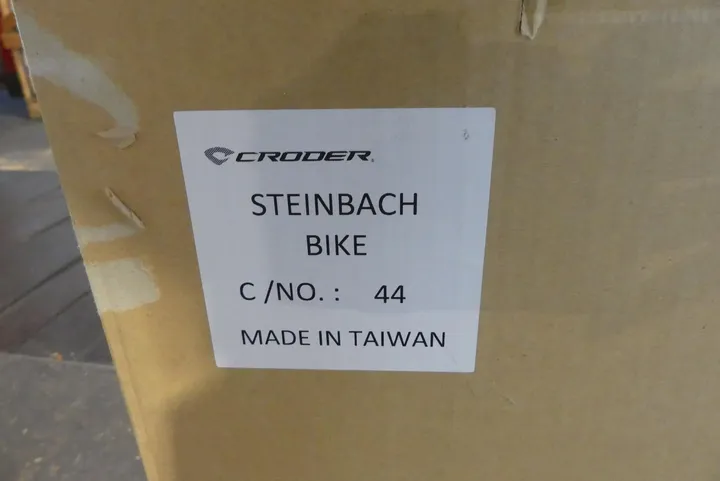 CRODER
STEINBACH
BIKE
C /NO. : 44
MADE IN TAIWAN